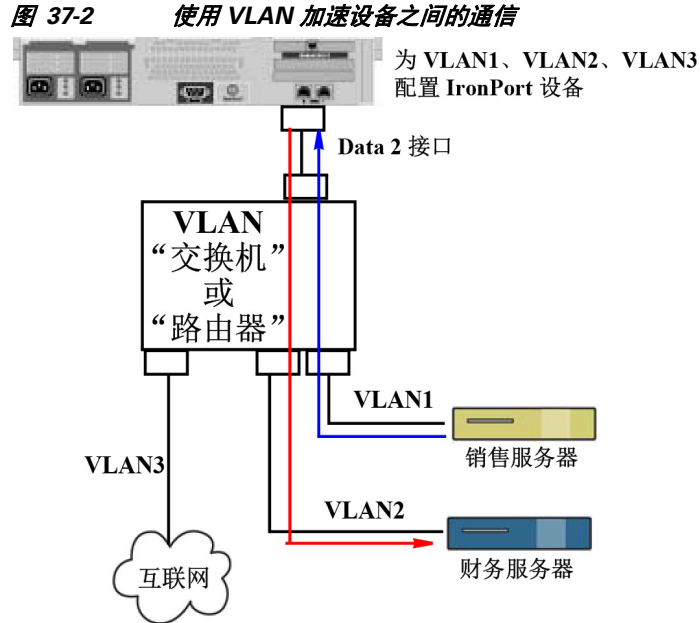 图 37-2 使用 VLAN 加速设备之间的通信
为 VLAN1、VLAN2、VLAN3
配置 IronPort 设备
Data 2 接口
VLAN
“交换机”
或
“路由器”
VLAN1
销售服务器
VLAN3
VLAN2
互联网
财务服务器